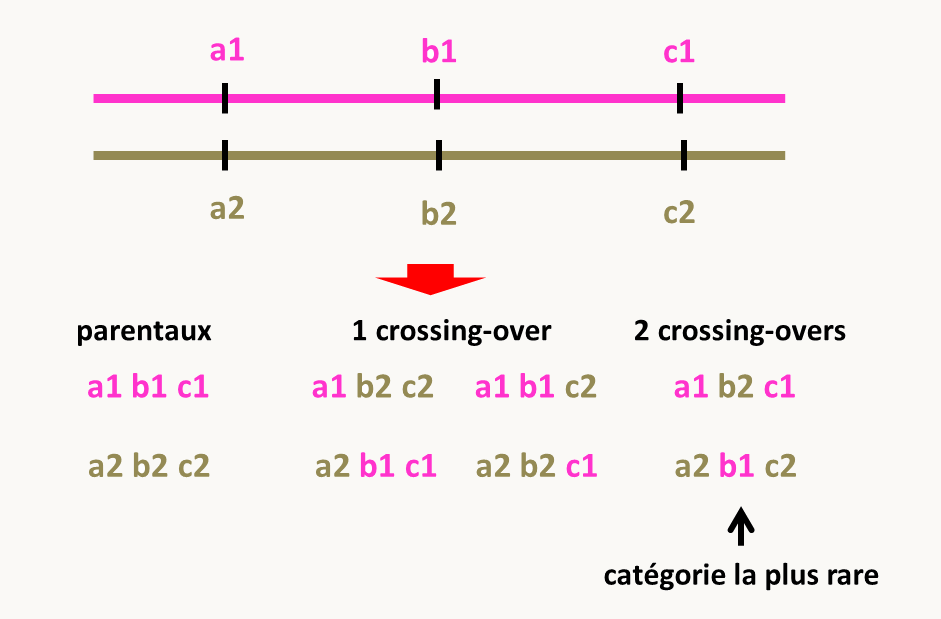 a1 b1 c1
a2 b2 c2
parentaux 1 crossing-over 2 crossing-overs
a1 b1 c1 a1 b2 c2 a1 b1 c2 a1 b2 c1
a2 b2 c2 a2 b1 c1 a2 b2 c1 a2 b1 c2
catégorie la plus rare